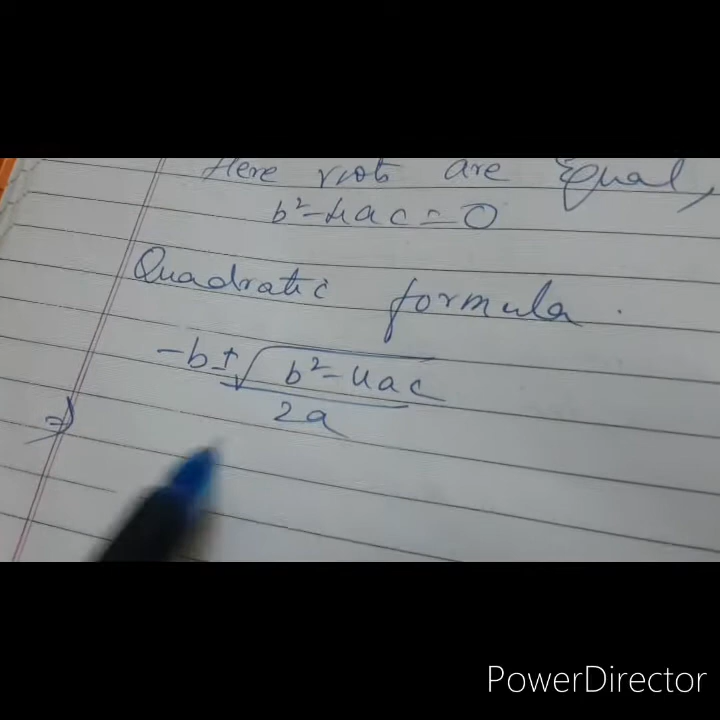 Here roots are Equal,
b²-4ac=0
Quadratic formula.
-b±√b²-4ac
2a
⇒
PowerDirector